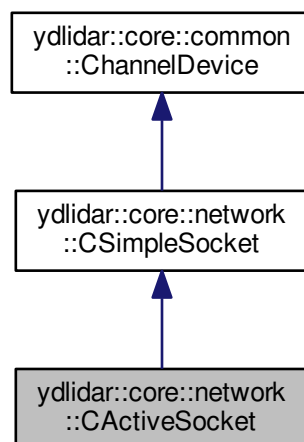 ydlidar::core::common
::ChannelDevice
ydlidar::core::network
::CSimpleSocket
ydlidar::core::network
::CActiveSocket